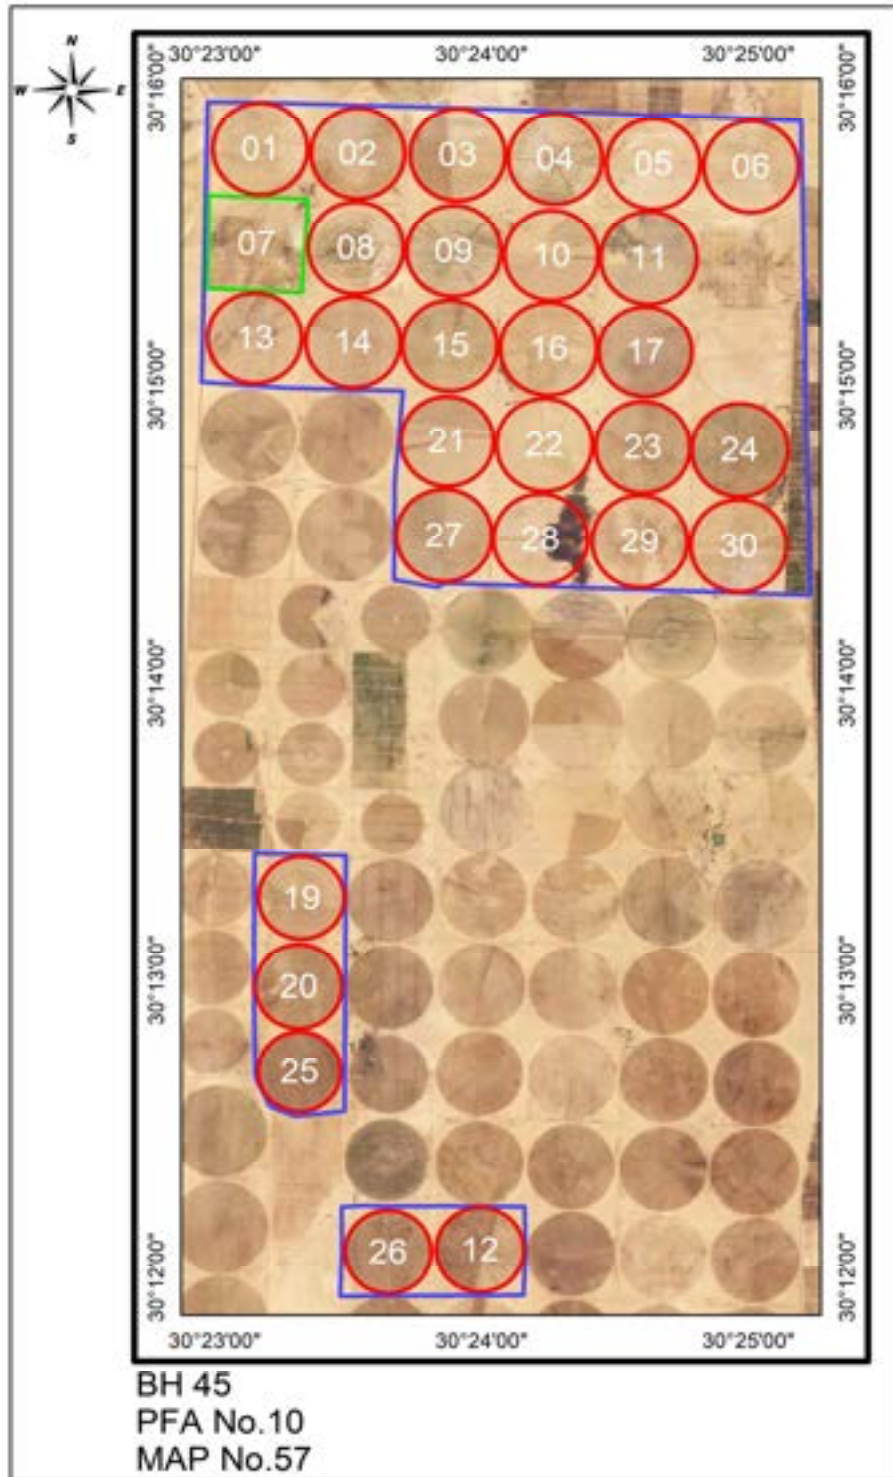 N
W E
S
30°23'00" 30°24'00" 30°25'00"
30°16'00" 30°16'00"
01 02 03 04 05 06
07 08 09 10 11
13 14 15 16 17
30°15'00" 30°15'00"
21 22 23 24
27 28 29 30
30°14'00" 30°14'00"
19
20
30°13'00" 30°13'00"
25
26 12
30°12'00" 30°12'00"
30°23'00" 30°24'00" 30°25'00"
BH 45
PFA No.10
MAP No.57